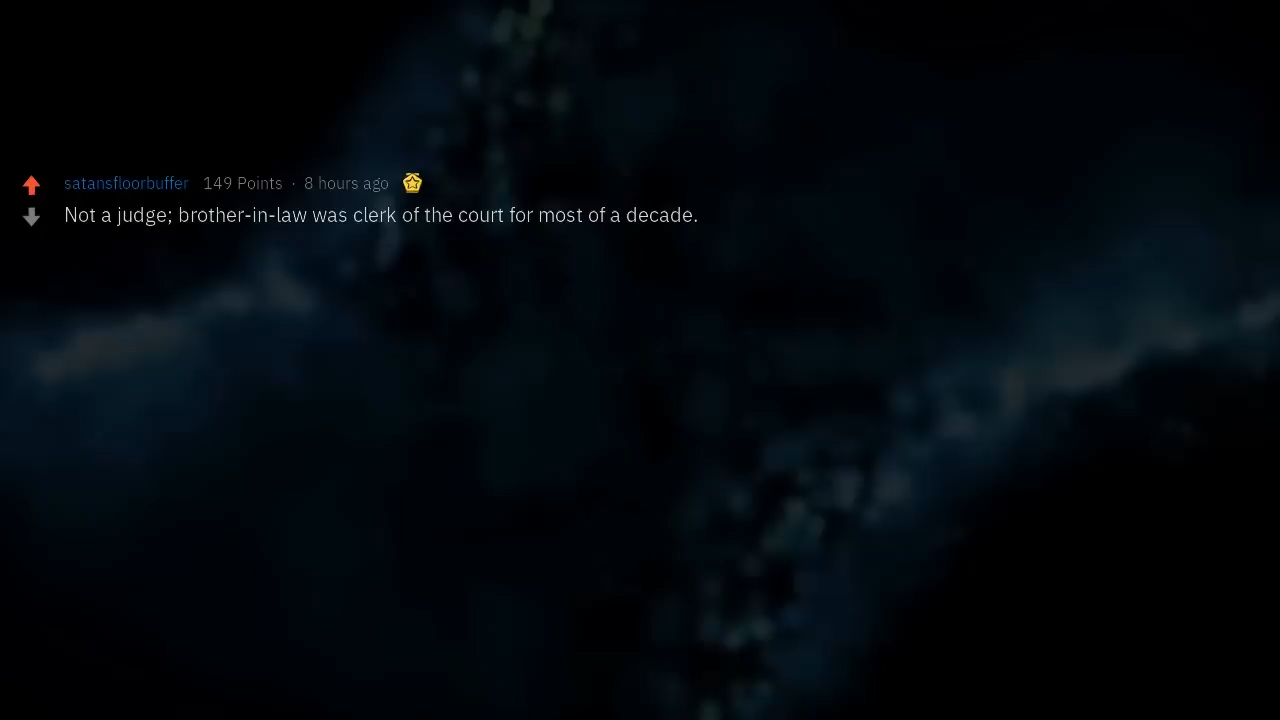 satansfloorbuffer 149 Points · 8 hours ago
Not a judge; brother-in-law was clerk of the court for most of a decade.